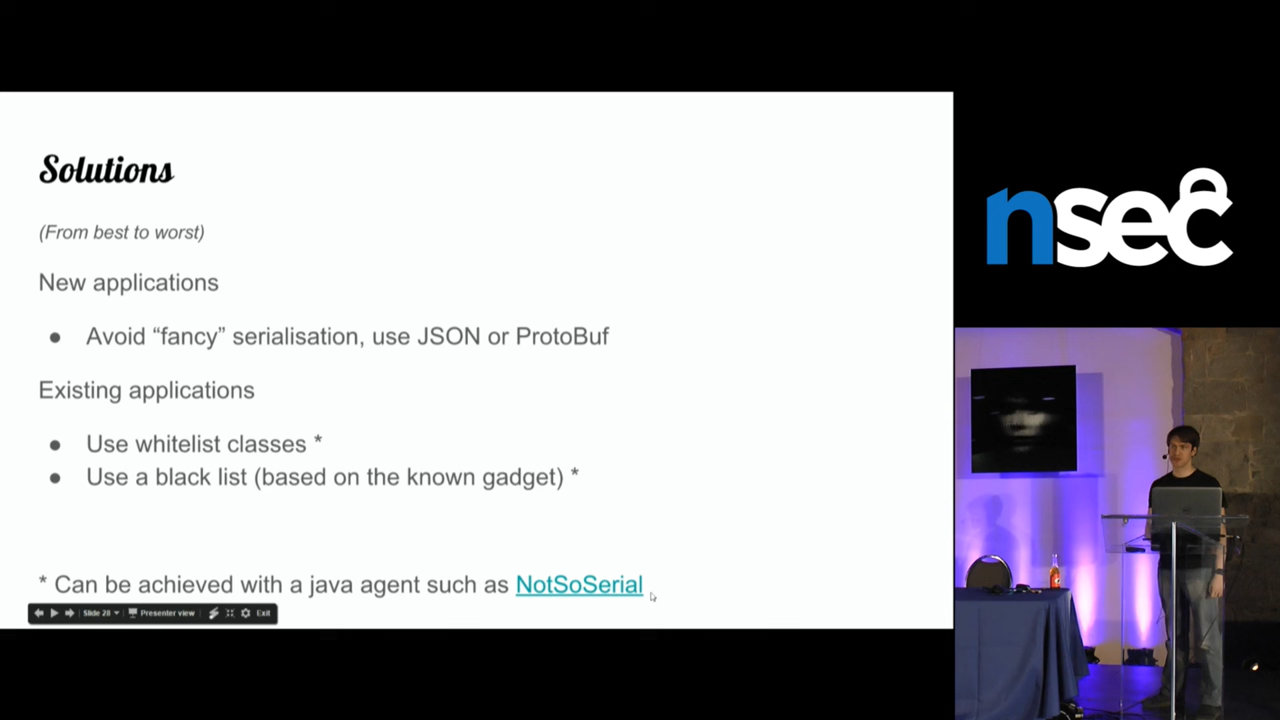 Solutions
(From best to worst)
New applications
● Avoid “fancy” serialisation, use JSON or ProtoBuf
Existing applications
● Use whitelist classes *
● Use a black list (based on the known gadget) *
* Can be achieved with a java agent such as NotSoSerial
Slide 28 Presenter view Exit
nsec